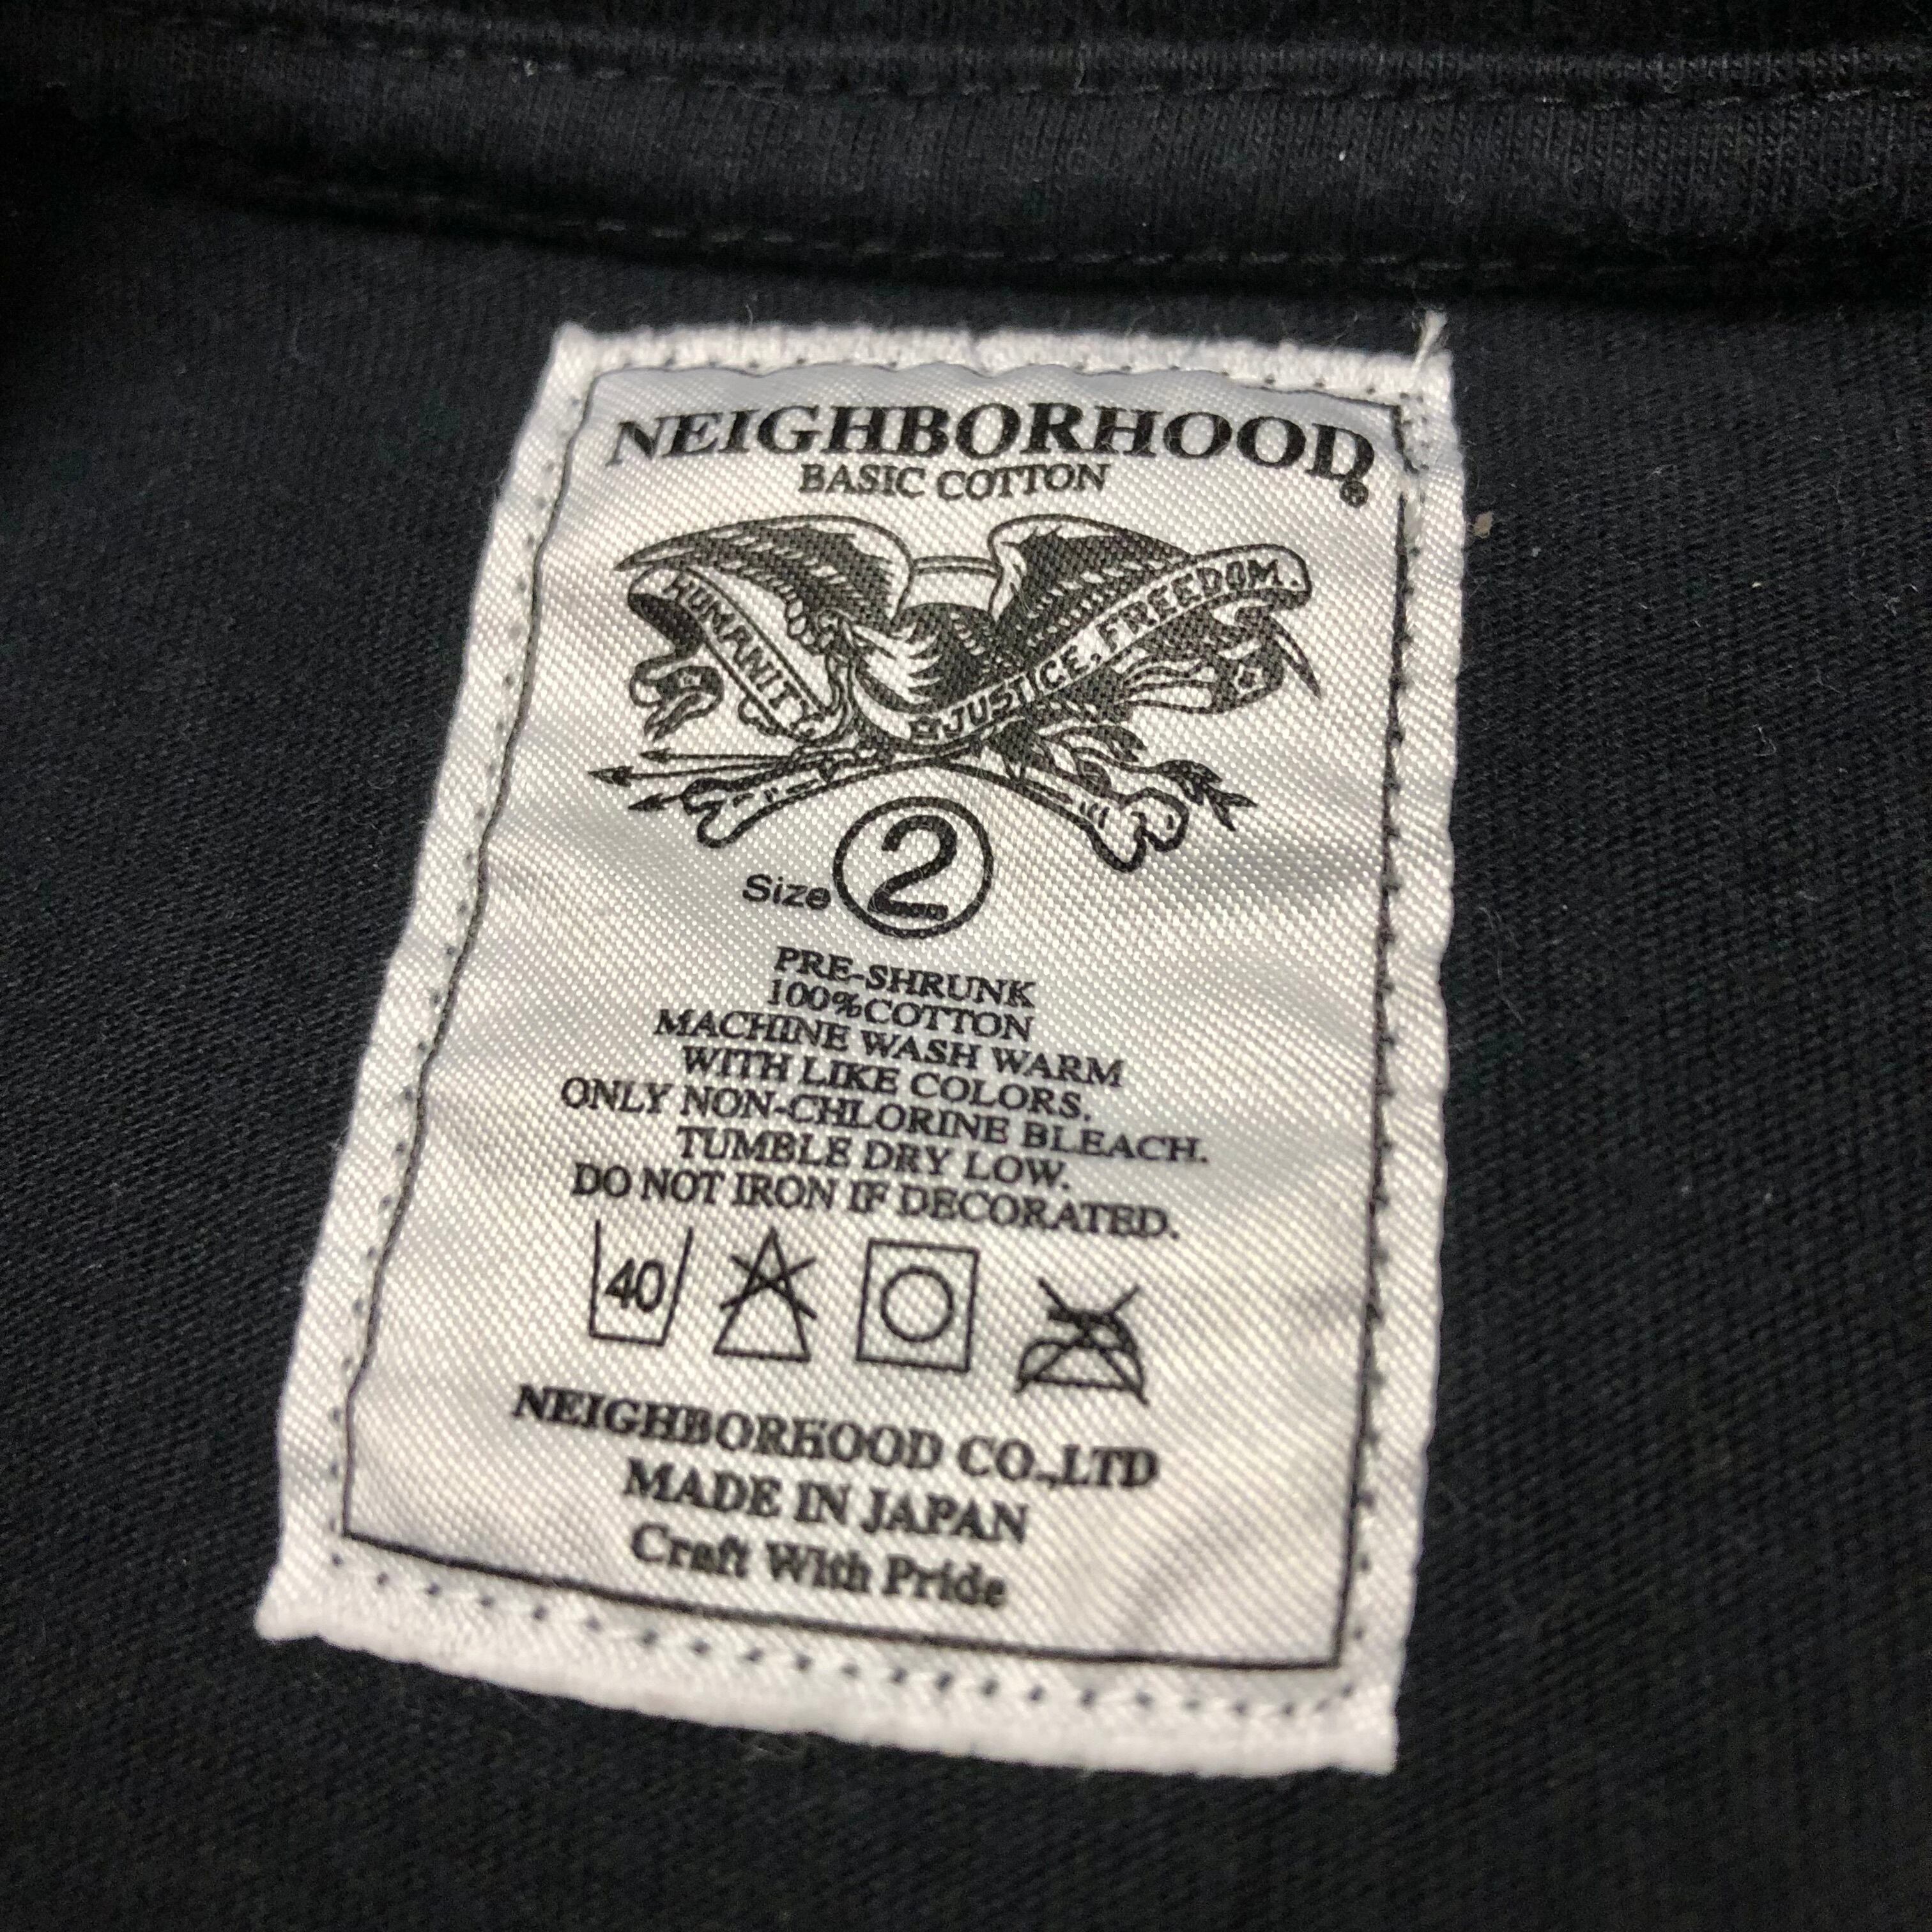 NEIGHBORHOOD®
BASIC COTTON
HUMANITY. JUSTICE. FREEDOM.
Size 2
PRE-SHRUNK
100%COTTON
MACHINE WASH WARM
WITH LIKE COLORS.
ONLY NON-CHLORINE BLEACH.
TUMBLE DRY LOW.
DO NOT IRON IF DECORATED.
40
NEIGHBORHOOD CO.,LTD
MADE IN JAPAN
Craft With Pride